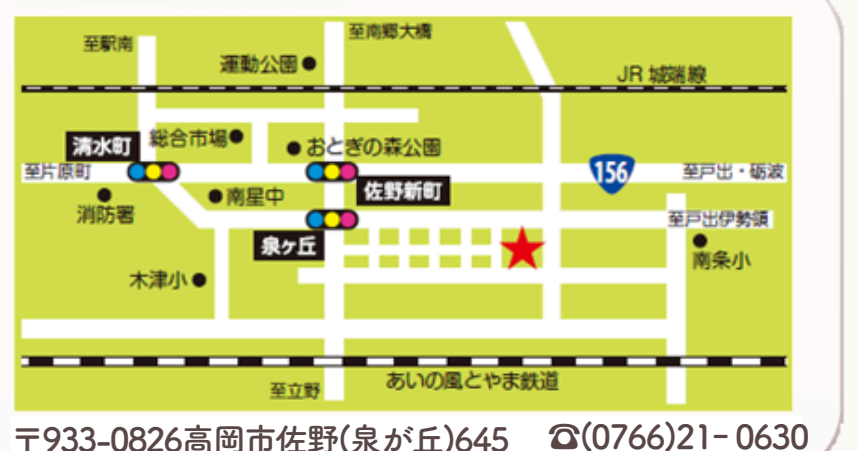 至南郷大橋
至駅南
運動公園
JR 城端線
総合市場
清水町
おとぎの森公園
至片原町
156
至戸出・砺波
佐野新町
南星中
消防署
至戸出伊勢領
泉ヶ丘
南条小
木津小
あいの風とやま鉄道
至立野
〒933-0826高岡市佐野(泉が丘)645 ☎(0766)21-0630